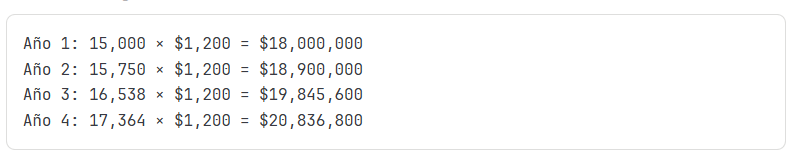 Año 1: 15,000 × $1,200 = $18,000,000
Año 2: 15,750 × $1,200 = $18,900,000
Año 3: 16,538 × $1,200 = $19,845,600
Año 4: 17,364 × $1,200 = $20,836,800